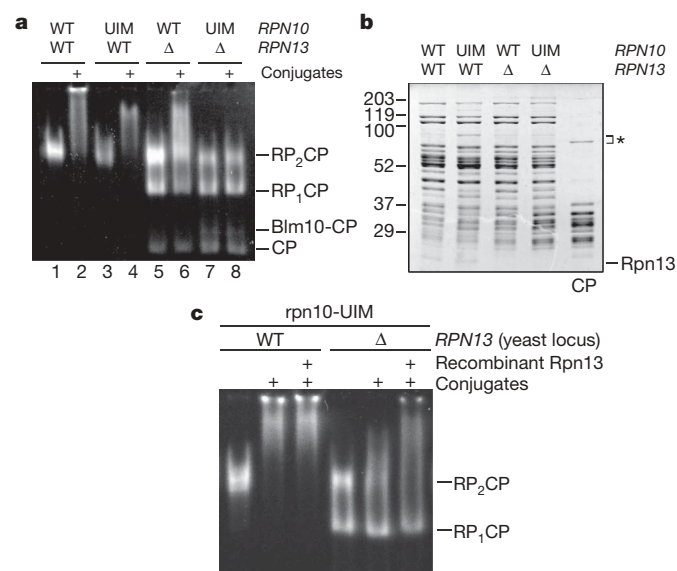 a
WT UIM WT UIM RPN10
WT WT Δ Δ RPN13
+ + + + Conjugates
RP2CP
RP1CP
Blm10-CP
CP
1 2 3 4 5 6 7 8
b
WT UIM WT UIM RPN10
WT WT Δ Δ RPN13
203
119
100
*
52
37
29
Rpn13
CP
c
rpn10-UIM
WT Δ RPN13 (yeast locus)
+ + Recombinant Rpn13
+ + + + Conjugates
RP2CP
RP1CP